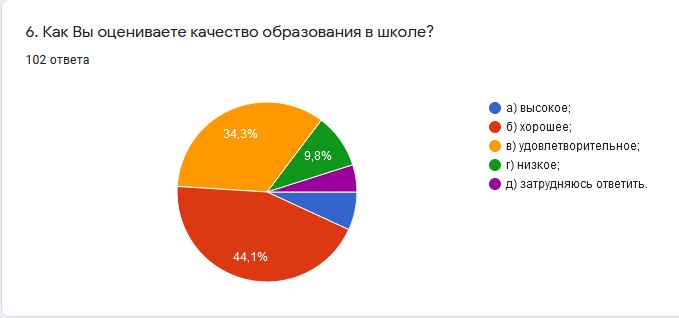 6. Как Вы оцениваете качество образования в школе?
102 ответа
34,3%
9,8%
44,1%
а) высокое;
б) хорошее;
в) удовлетворительное;
г) низкое;
д) затрудняюсь ответить.